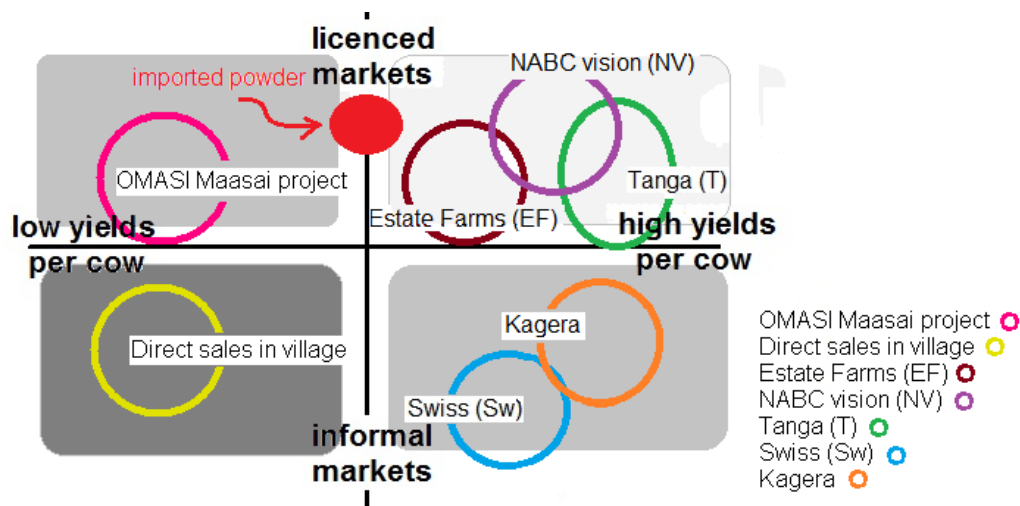 licenced
markets
imported powder
NABC vision (NV)
OMASI Maasai project
Tanga (T)
Estate Farms (EF)
low yields
per cow
high yields
per cow
Kagera
Direct sales in village
Swiss (Sw)
informal
markets
OMASI Maasai project
Direct sales in village
Estate Farms (EF)
NABC vision (NV)
Tanga (T)
Swiss (Sw)
Kagera